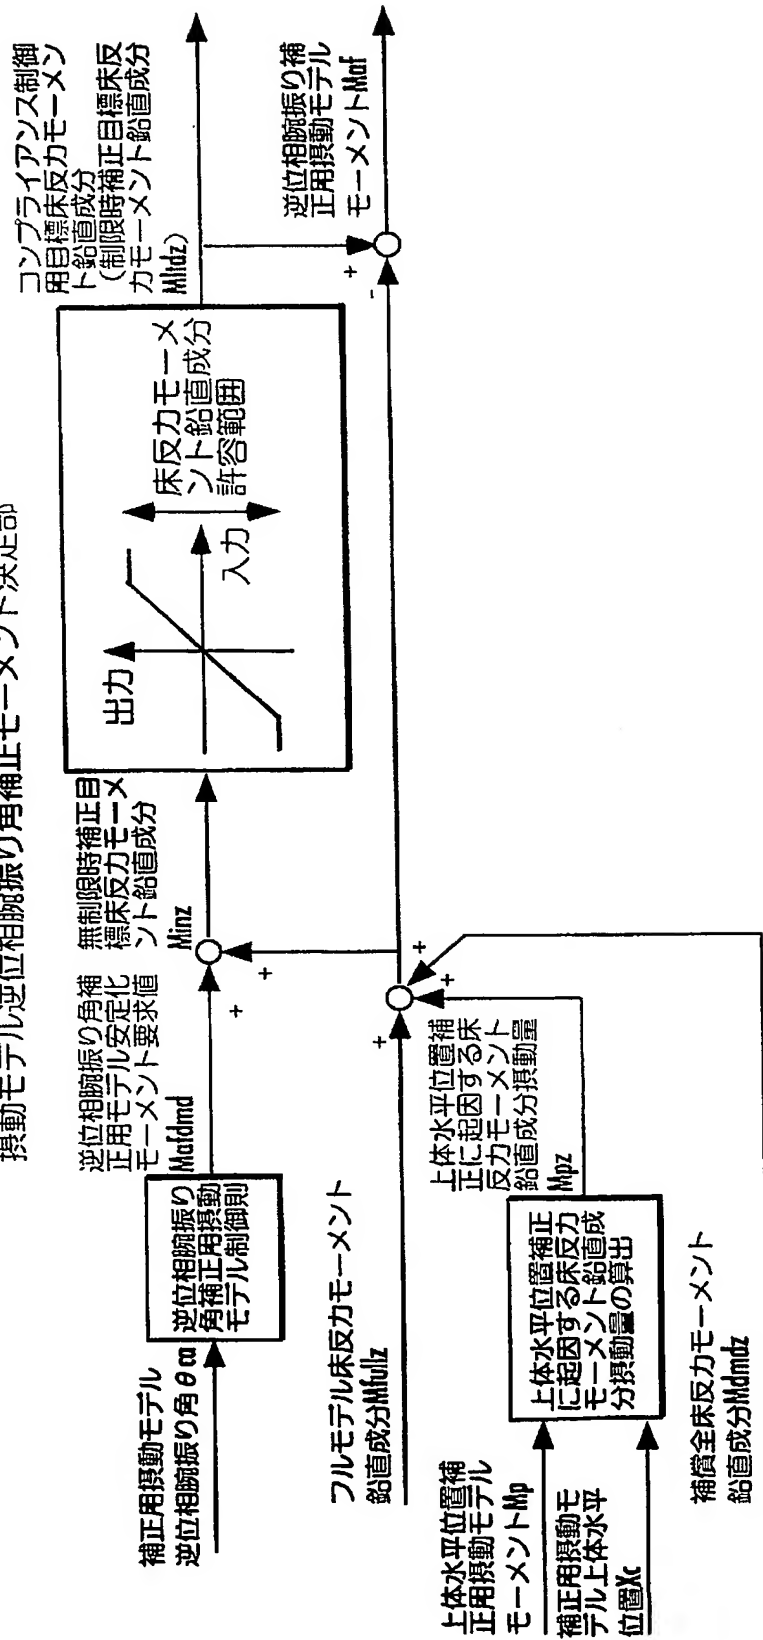 摂動モデル逆位相腕振り角補正モーメント決定部
補正用摂動モデル
逆位相腕振り角θca
逆位相腕振り
角補正用摂動
モデル制御則
逆位相腕振り角補
正用モデル安定化
モーメント要求値
Mafdmd
無制限時補正目
標床反力モーメ
ント鉛直成分
Minz
出力
入力
床反力モーメ
ント鉛直成分
許容範囲
コンプライアンス制御
用目標床反力モーメン
ト鉛直成分
(制限時補正目標床反
力モーメント鉛直成分
Mltdz)
+
+
フルモデル床反力モーメント
鉛直成分Mfullz
+
+
+
+
-
逆位相腕振り補
正用摂動モデル
モーメントMaf
上体水平位置補
正用摂動モデル
モーメントMp
補正用摂動モ
デル上体水平
位置Xc
上体水平位置補正
に起因する床反力
モーメント鉛直成
分摂動量の算出
上体水平位置補
正に起因する床
反力モーメント
鉛直成分摂動量
Mpz
補償全床反力モーメント
鉛直成分Mdmdz